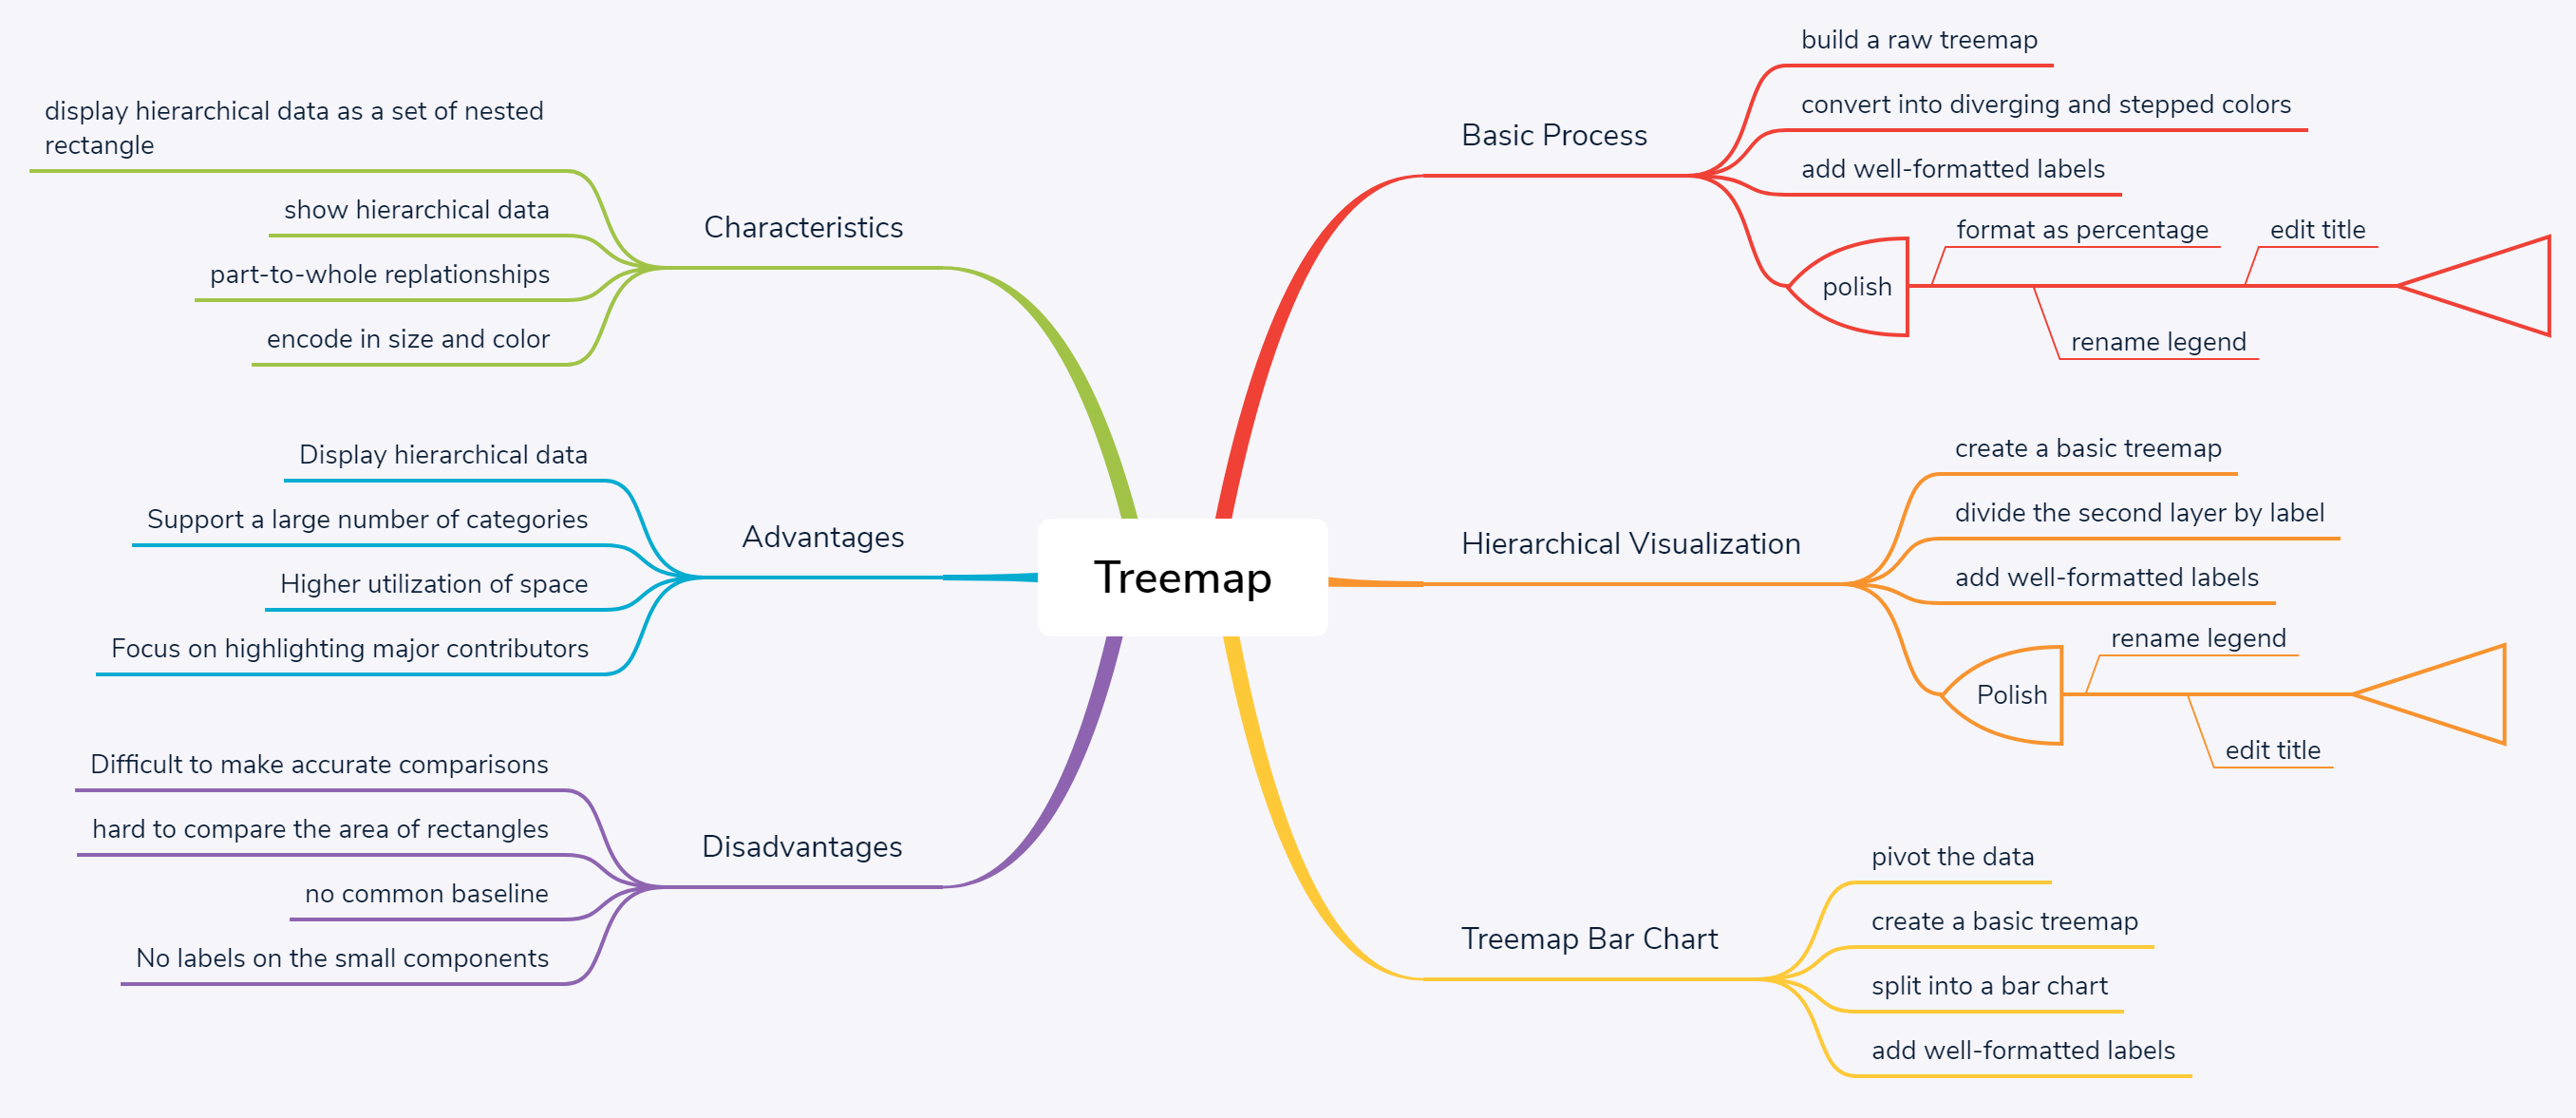 Treemap
Basic Process
build a raw treemap
convert into diverging and stepped colors
add well-formatted labels
polish
format as percentage
rename legend
edit title
Hierarchical Visualization
create a basic treemap
divide the second layer by label
add well-formatted labels
Polish
rename legend
edit title
Treemap Bar Chart
pivot the data
create a basic treemap
split into a bar chart
add well-formatted labels
Characteristics
display hierarchical data as a set of nested
rectangle
show hierarchical data
part-to-whole replationships
encode in size and color
Advantages
Display hierarchical data
Support a large number of categories
Higher utilization of space
Focus on highlighting major contributors
Disadvantages
Difficult to make accurate comparisons
hard to compare the area of rectangles
no common baseline
No labels on the small components